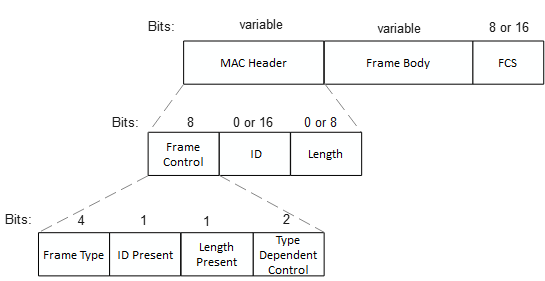 Bits: variable variable 8 or 16
MAC Header Frame Body FCS
Bits: 8 0 or 16 0 or 8
Frame
Control ID Length
Bits: 4 1 1 2
Frame Type ID Present Length
Present Type
Dependent
Control